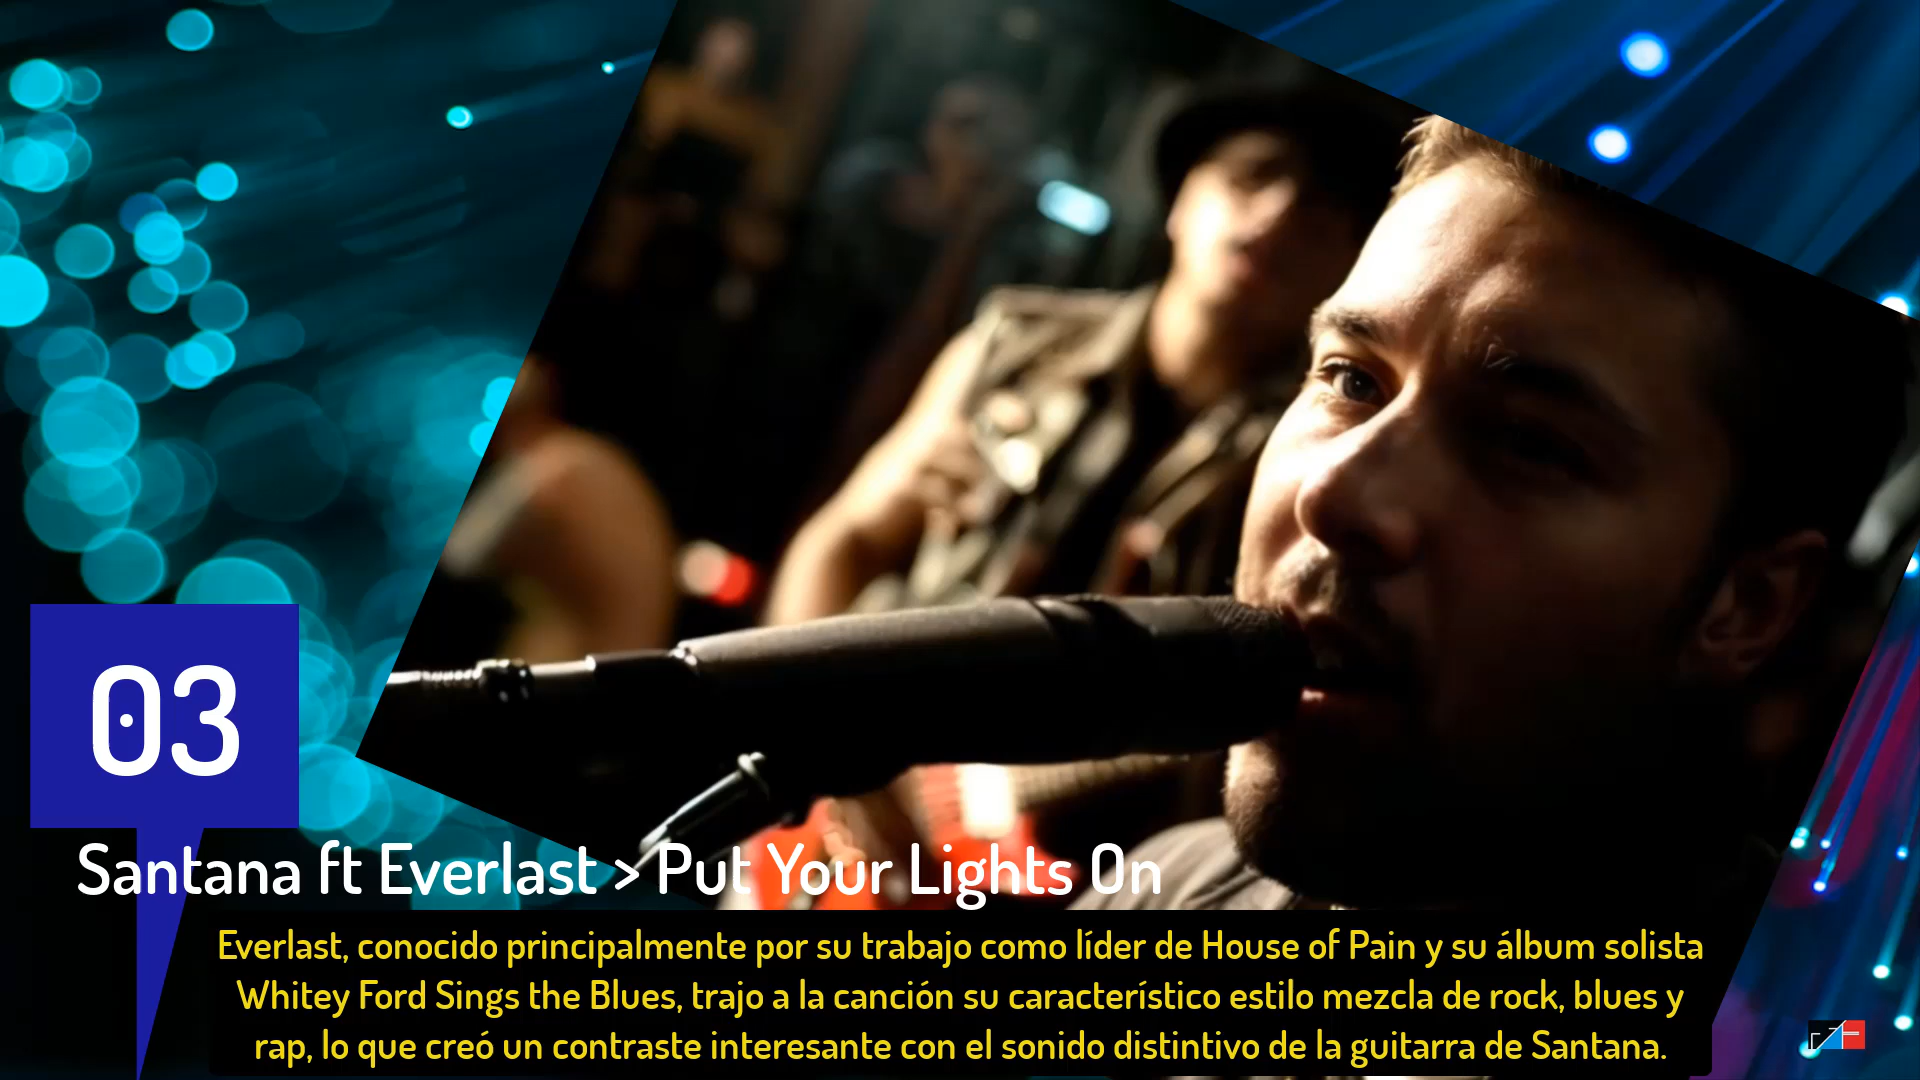 03
Santana ft Everlast > Put Your Lights On
Everlast, conocido principalmente por su trabajo como líder de House of Pain y su álbum solista
Whitey Ford Sings the Blues, trajo a la canción su característico estilo mezcla de rock, blues y
rap, lo que creó un contraste interesante con el sonido distintivo de la guitarra de Santana.